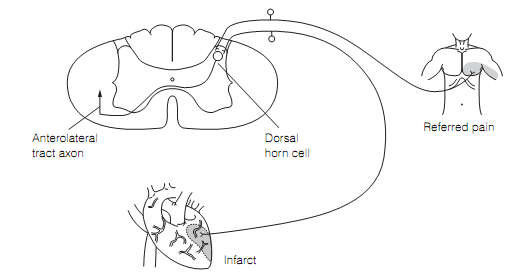 Anterolateral
tract axon
Dorsal
horn cell
Referred pain
Infarct